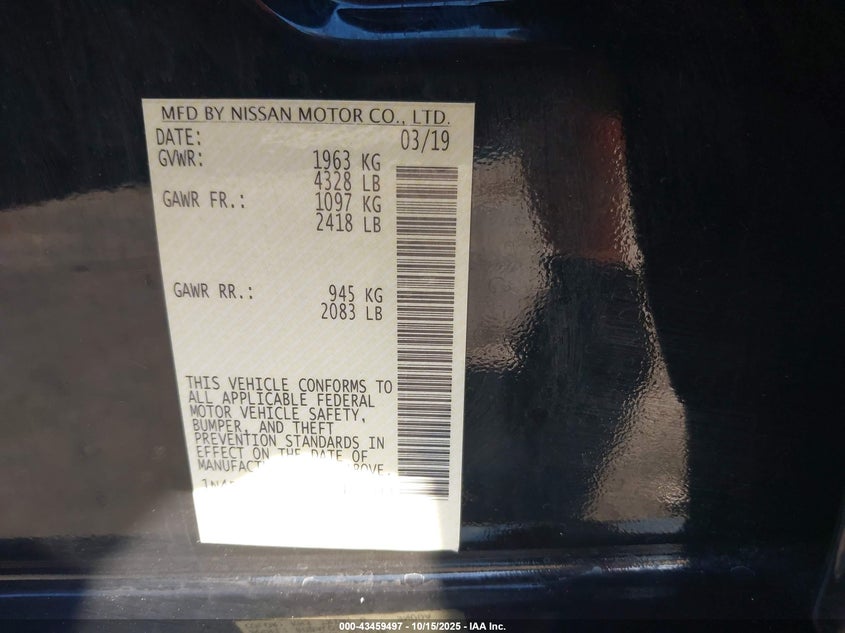 MFD BY NISSAN MOTOR CO., LTD.
DATE: 03/19
GVWR: 1963 KG
4328 LB
GAWR FR.: 1097 KG
2418 LB
GAWR RR.: 945 KG
2083 LB
THIS VEHICLE CONFORMS TO
ALL APPLICABLE FEDERAL
MOTOR VEHICLE SAFETY,
BUMPER, AND THEFT
PREVENTION STANDARDS IN
EFFECT ON THE DATE OF
000-43459497 • 10/15/2025 • IAA Inc.